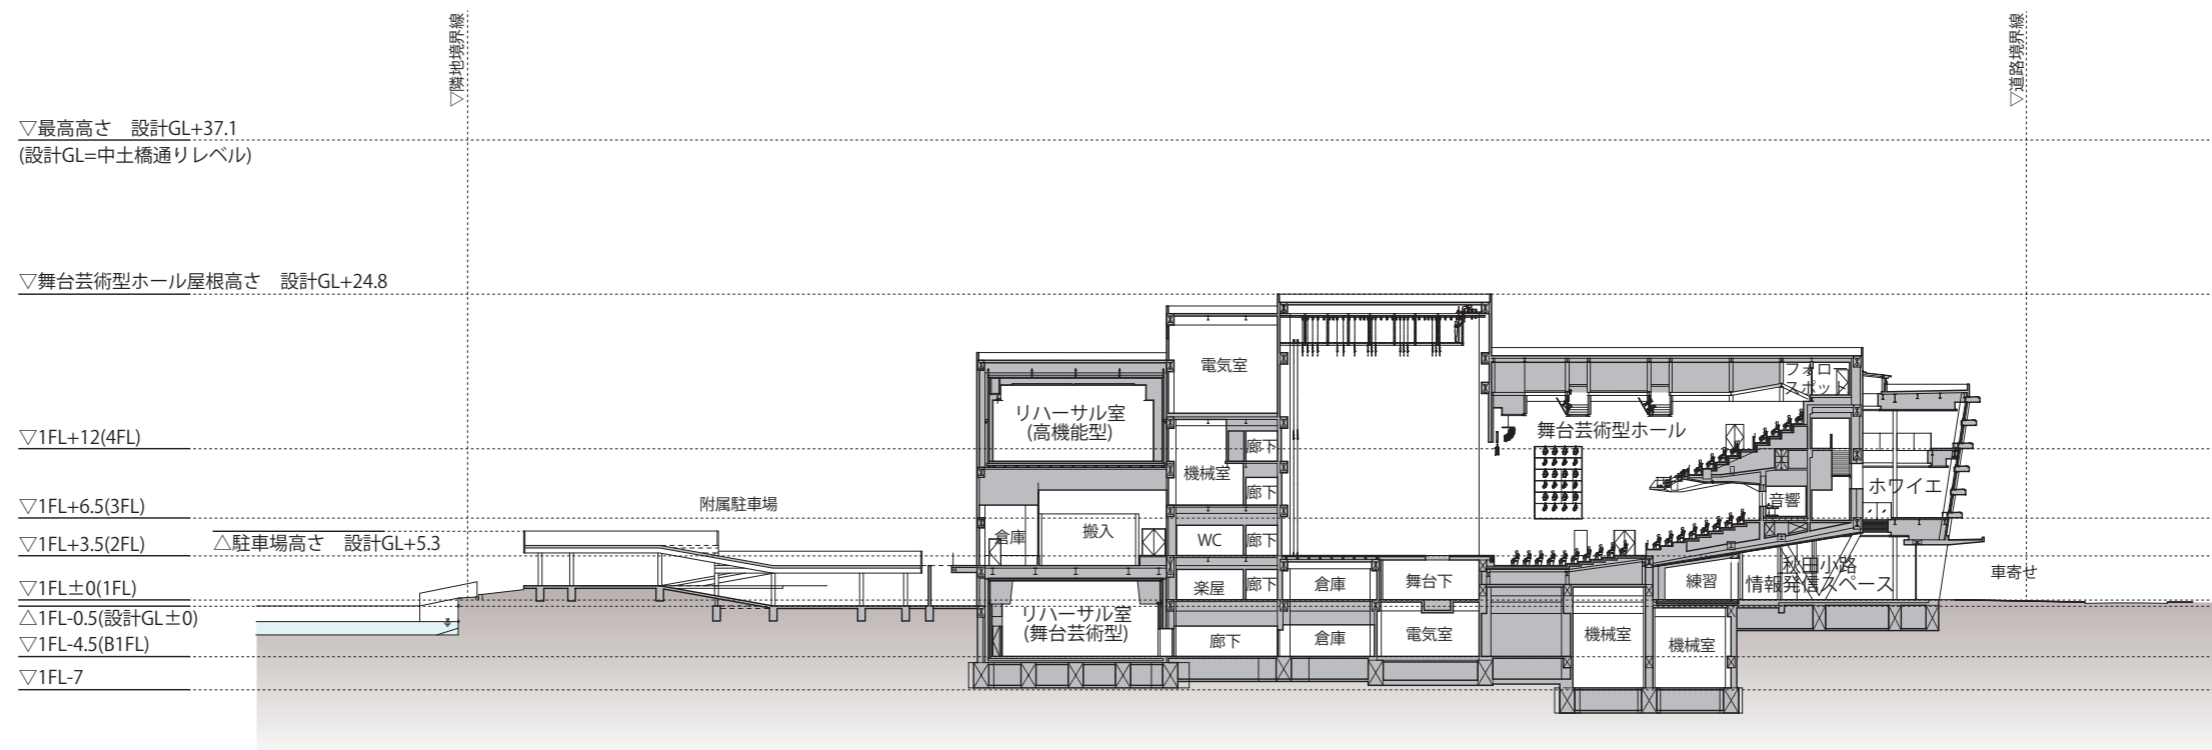 ▽隣地境界線
▽道路境界線
▽最高高さ　設計GL+37.1
(設計GL=中土橋通りレベル)
▽舞台芸術型ホール屋根高さ　設計GL+24.8
▽1FL+12(4FL)
▽1FL+6.5(3FL)
▽1FL+3.5(2FL)
△駐車場高さ　設計GL+5.3
▽1FL±0(1FL)
△1FL-0.5(設計GL±0)
▽1FL-4.5(B1FL)
▽1FL-7
附属駐車場
リハーサル室
(高機能型)
倉庫
搬入
リハーサル室
(舞台芸術型)
電気室
機械室
廊下
廊下
WC
廊下
楽屋
廊下
廊下
倉庫
舞台下
倉庫
電気室
フォロー
スポット
舞台芸術型ホール
音響
ホワイエ
練習
秋田小路
情報発信スペース
車寄せ
機械室
機械室